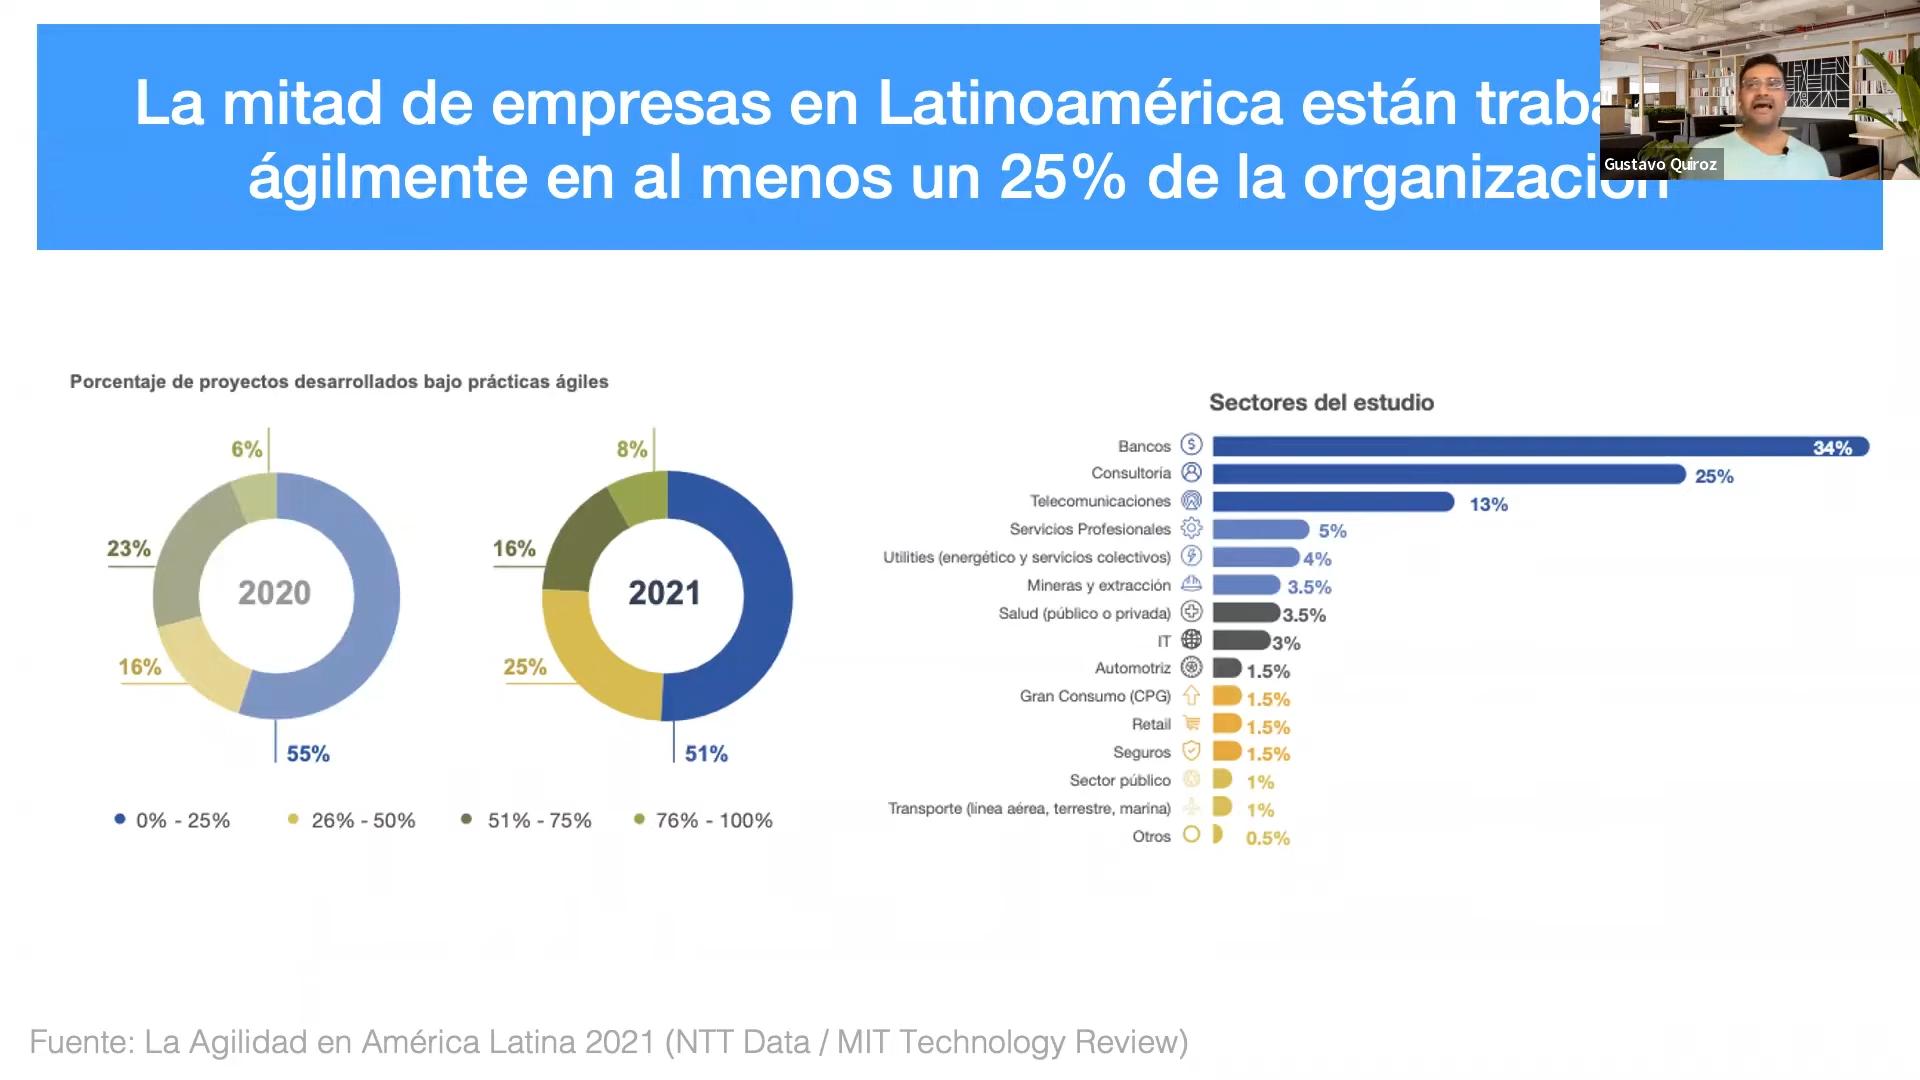 La mitad de empresas en Latinoamérica están traba
ágilmente en al menos un 25% de la organización
Gustavo Quiroz
Porcentaje de proyectos desarrollados bajo prácticas ágiles
6%
23%
2020
16%
55%
8%
16%
2021
25%
51%
0% - 25%
26% - 50%
51% - 75%
76% - 100%
Sectores del estudio
Bancos 34%
Consultoría 25%
Telecomunicaciones 13%
Servicios Profesionales 5%
Utilities (energético y servicios colectivos) 4%
Mineras y extracción 3.5%
Salud (público o privada) 3.5%
IT 3%
Automotriz 1.5%
Gran Consumo (CPG) 1.5%
Retail 1.5%
Seguros 1.5%
Sector público 1%
Transporte (línea aérea, terrestre, marina) 1%
Otros 0.5%
Fuente: La Agilidad en América Latina 2021 (NTT Data / MIT Technology Review)